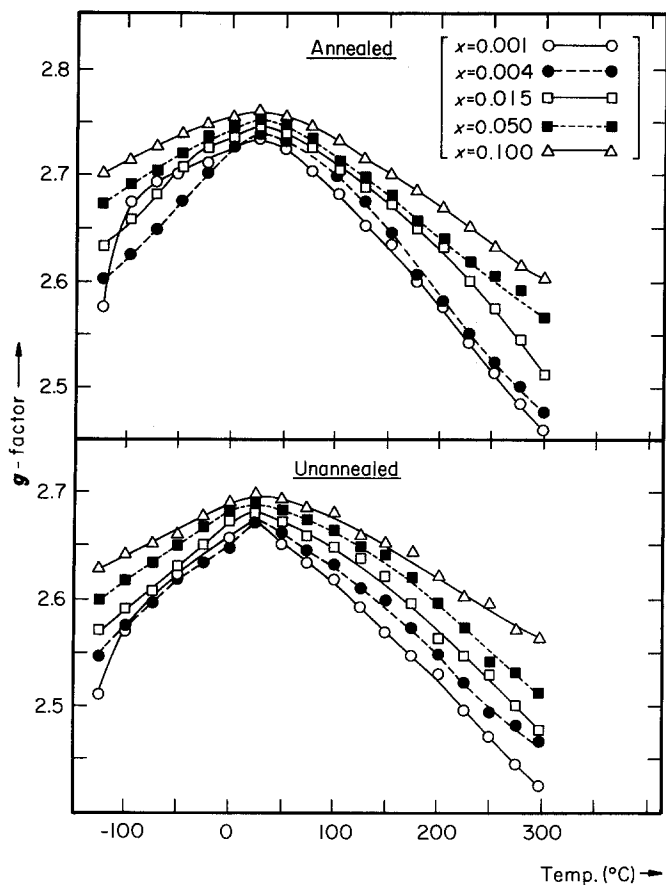 Annealed
x=0.001
x=0.004
x=0.015
x=0.050
x=0.100
2.8
2.7
2.6
2.5
g-factor
Unannealed
2.7
2.6
2.5
-100
0
100
200
300
Temp. (°C)